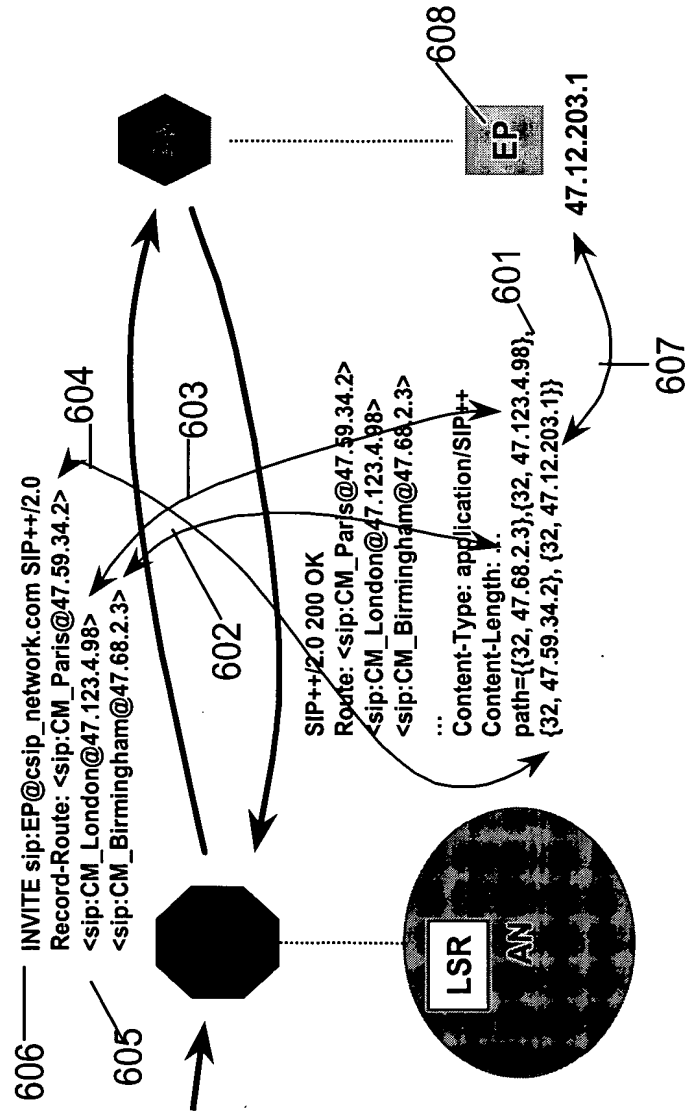 606
INVITE sip:EP@csip_network.com SIP++/2.0
Record-Route: <sip:CM_Paris@47.59.34.2>
<sip:CM_London@47.123.4.98>
<sip:CM_Birmingham@47.68.2.3>
605
604
603
602
SIP++/2.0 200 OK
Route: <sip:CM_Paris@47.59.34.2>
<sip:CM_London@47.123.4.98>
<sip:CM_Birmingham@47.68.2.3>
...
Content-Type: application/SIP++
Content-Length: ...
path={{32, 47.68.2.3},{32, 47.123.4.98},
{32, 47.59.34.2}, {32, 47.12.203.1}}
601
607
608
EP
47.12.203.1
LSR
AN